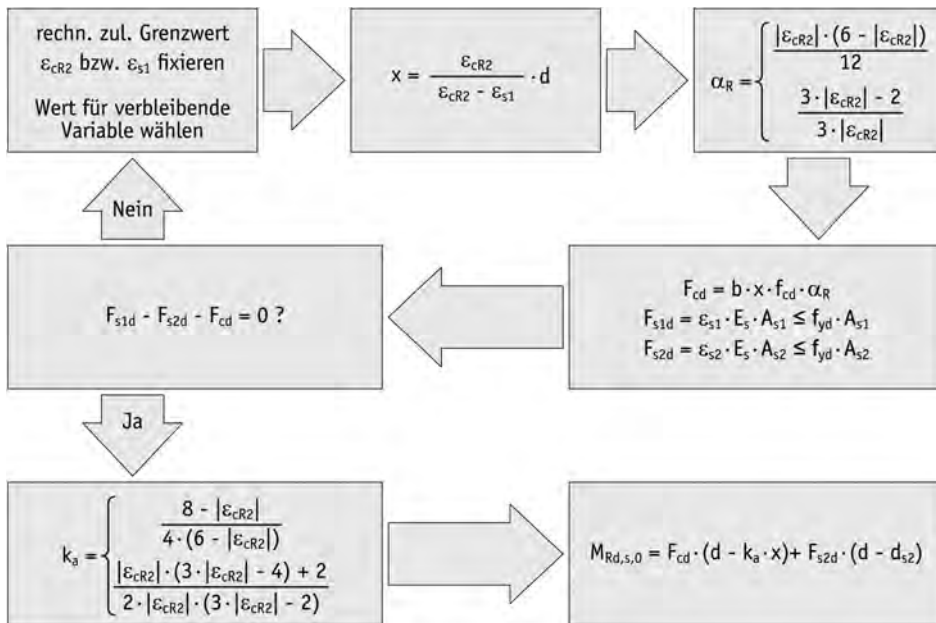 rechn. zul. Grenzwert
ε_cR2 bzw. ε_s1 fixieren
Wert für verbleibende
Variable wählen
x = ε_cR2 / (ε_cR2 - ε_s1) · d
α_R = { |ε_cR2| · (6 - |ε_cR2|) / 12
(3 · |ε_cR2| - 2) / (3 · |ε_cR2|)
F_cd = b · x · f_cd · α_R
F_s1d = ε_s1 · E_s · A_s1 ≤ f_yd · A_s1
F_s2d = ε_s2 · E_s · A_s2 ≤ f_yd · A_s2
F_s1d - F_s2d - F_cd = 0 ?
Nein
Ja
k_a = { (8 - |ε_cR2|) / (4 · (6 - |ε_cR2|))
(|ε_cR2| · (3 · |ε_cR2| - 4) + 2) / (2 · |ε_cR2| · (3 · |ε_cR2| - 2))
M_Rd,s,0 = F_cd · (d - k_a · x) + F_s2d · (d - d_s2)